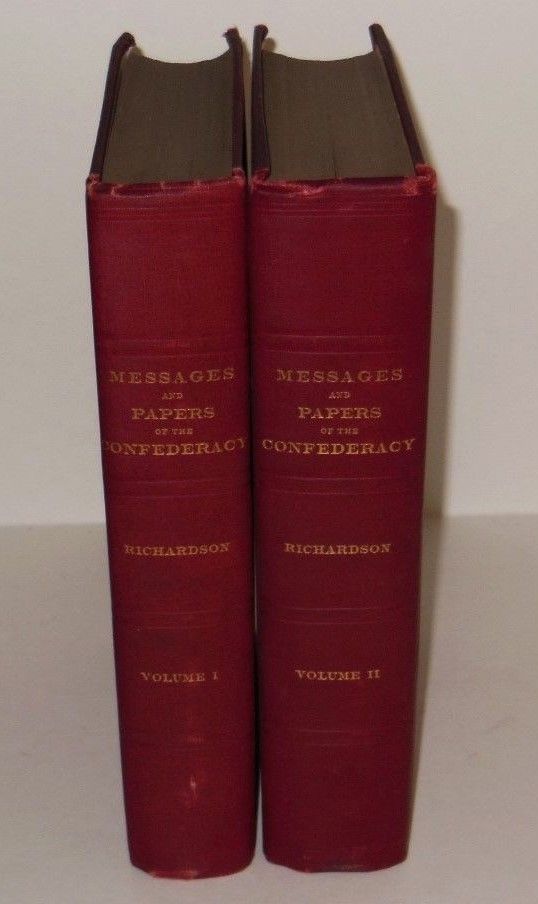 MESSAGES
AND
PAPERS
OF THE
CONFEDERACY
RICHARDSON
VOLUME I
MESSAGES
AND
PAPERS
OF THE
CONFEDERACY
RICHARDSON
VOLUME II